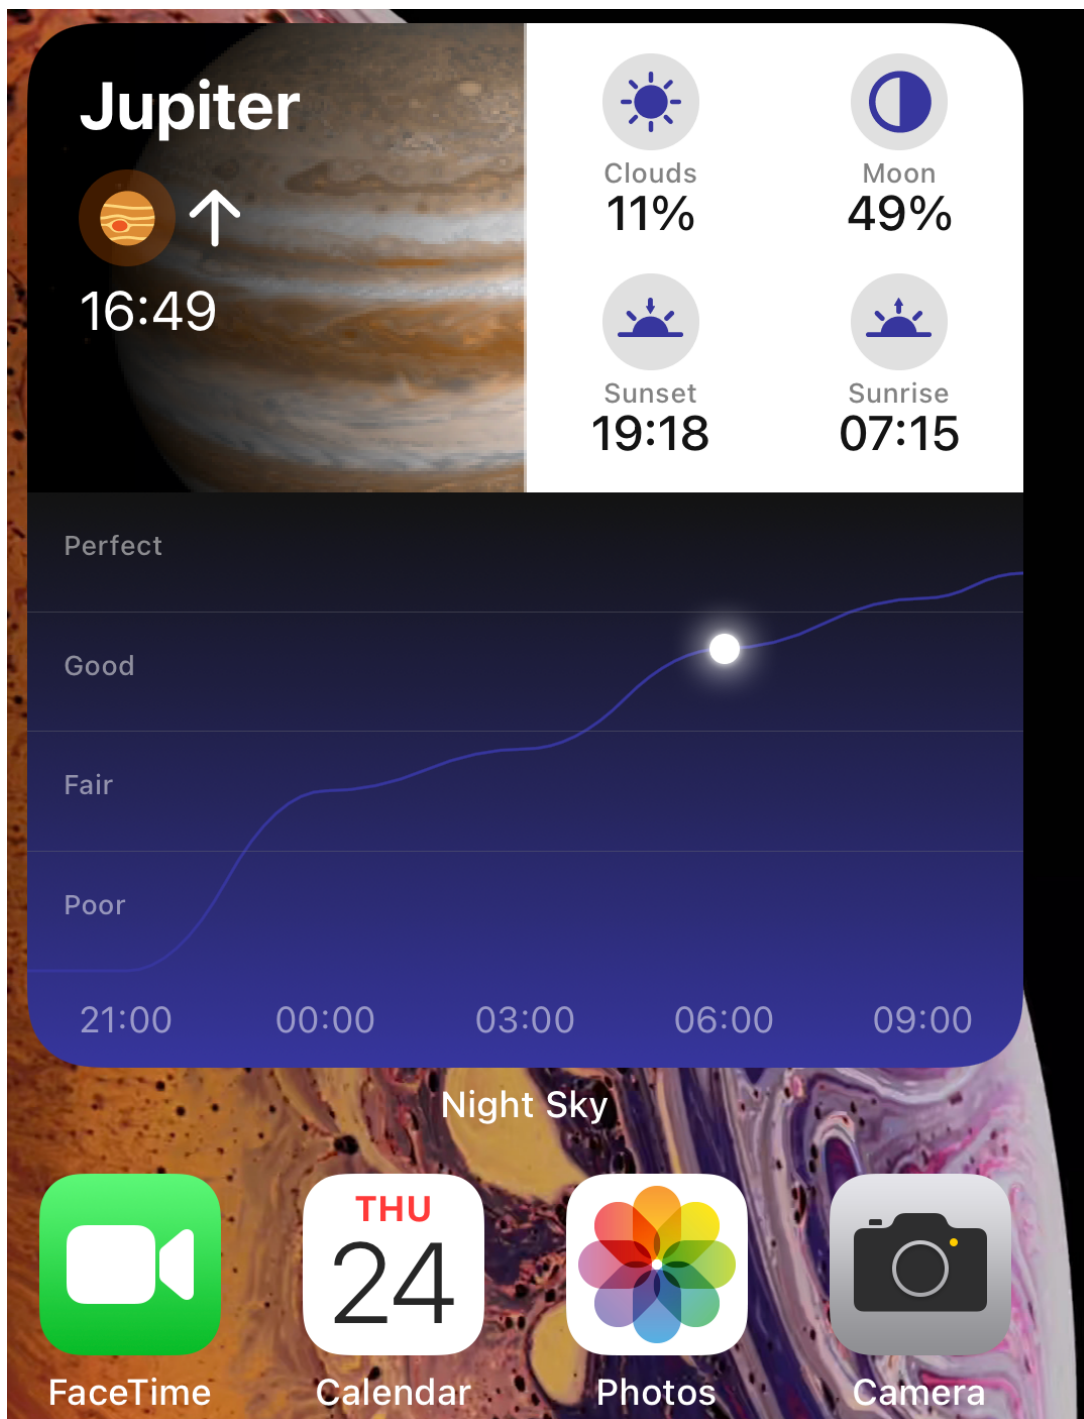 Jupiter
16:49
Clouds
11%
Moon
49%
Sunset
19:18
Sunrise
07:15
Perfect
Good
Fair
Poor
21:00 00:00 03:00 06:00 09:00
Night Sky
THU
24
FaceTime Calendar Photos Camera